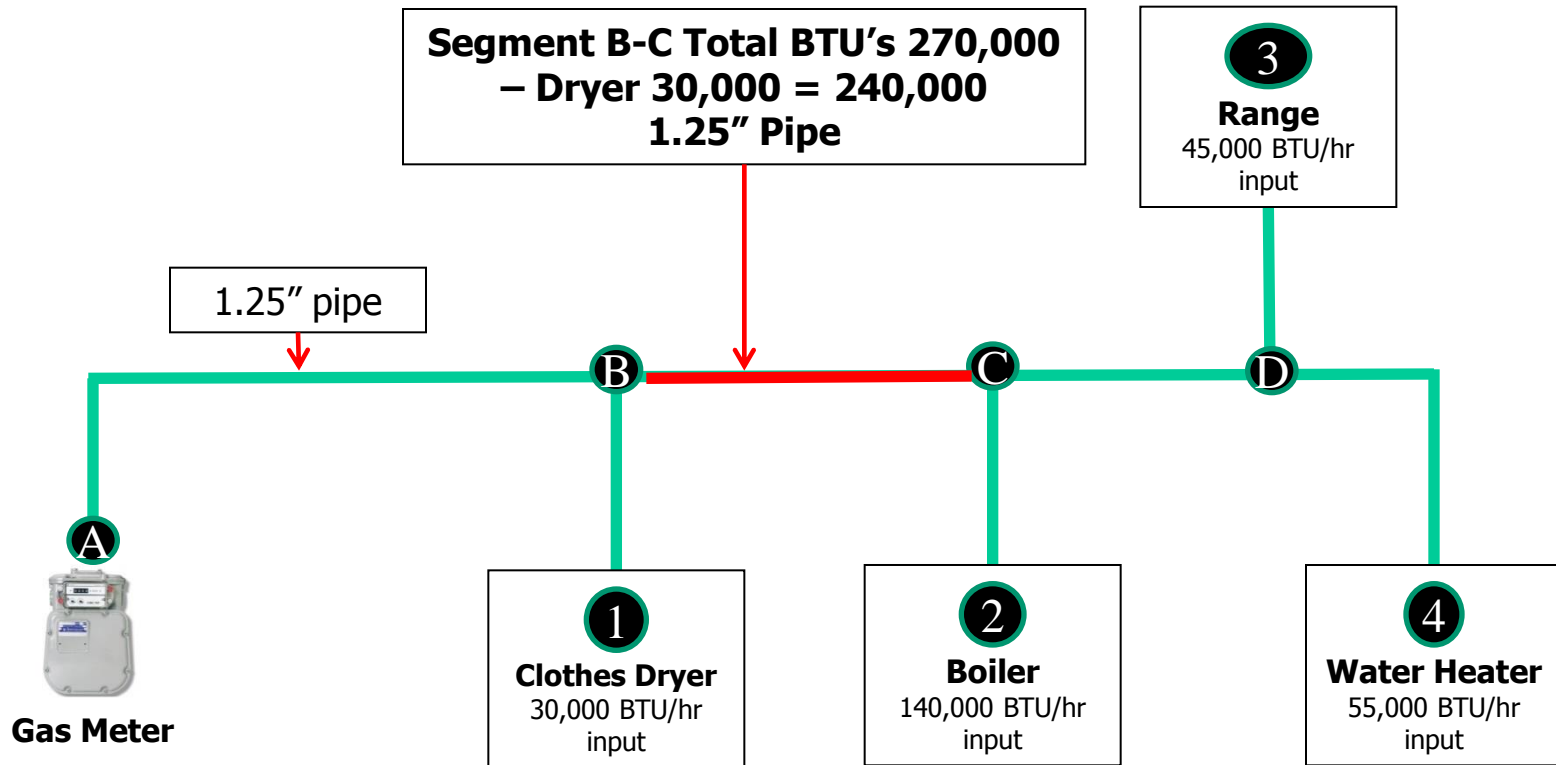 Segment B-C Total BTU’s 270,000
– Dryer 30,000 = 240,000
1.25” Pipe
3
Range
45,000 BTU/hr
input
1.25” pipe
B
C
D
A
Gas Meter
1
Clothes Dryer
30,000 BTU/hr
input
2
Boiler
140,000 BTU/hr
input
4
Water Heater
55,000 BTU/hr
input